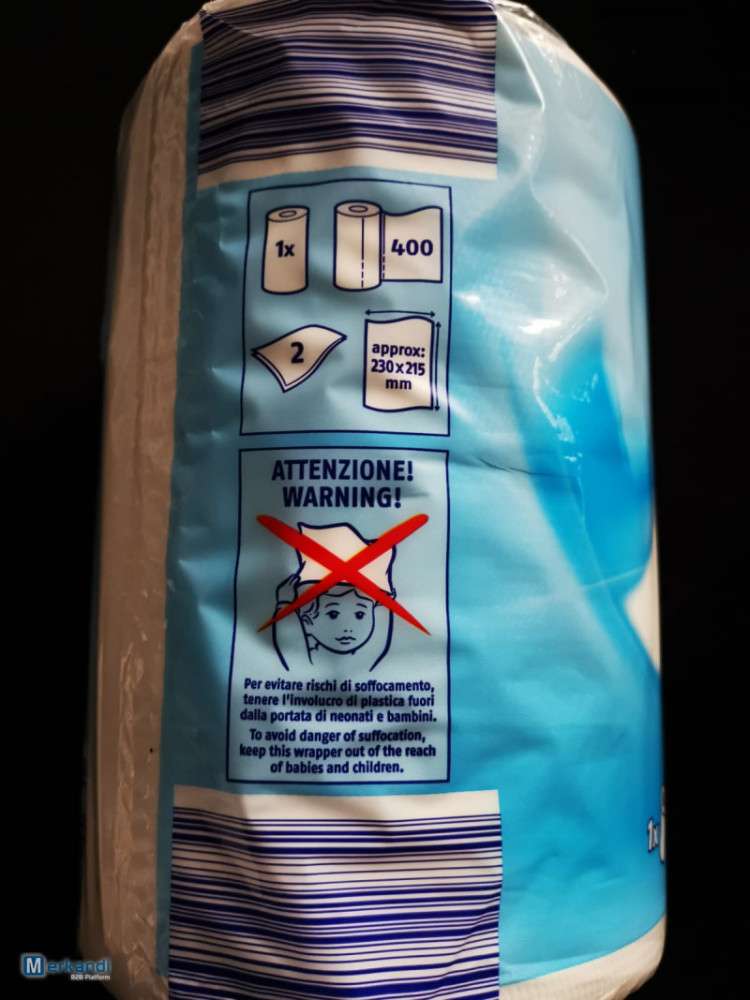 1x
400
2
approx:
230x215
mm
ATTENZIONE!
WARNING!
Per evitare rischi di soffocamento,
tenere l'involucro di plastica fuori
dalla portata di neonati e bambini.
To avoid danger of suffocation,
keep this wrapper out of the reach
of babies and children.
1x
Merkandi
B2B Platform